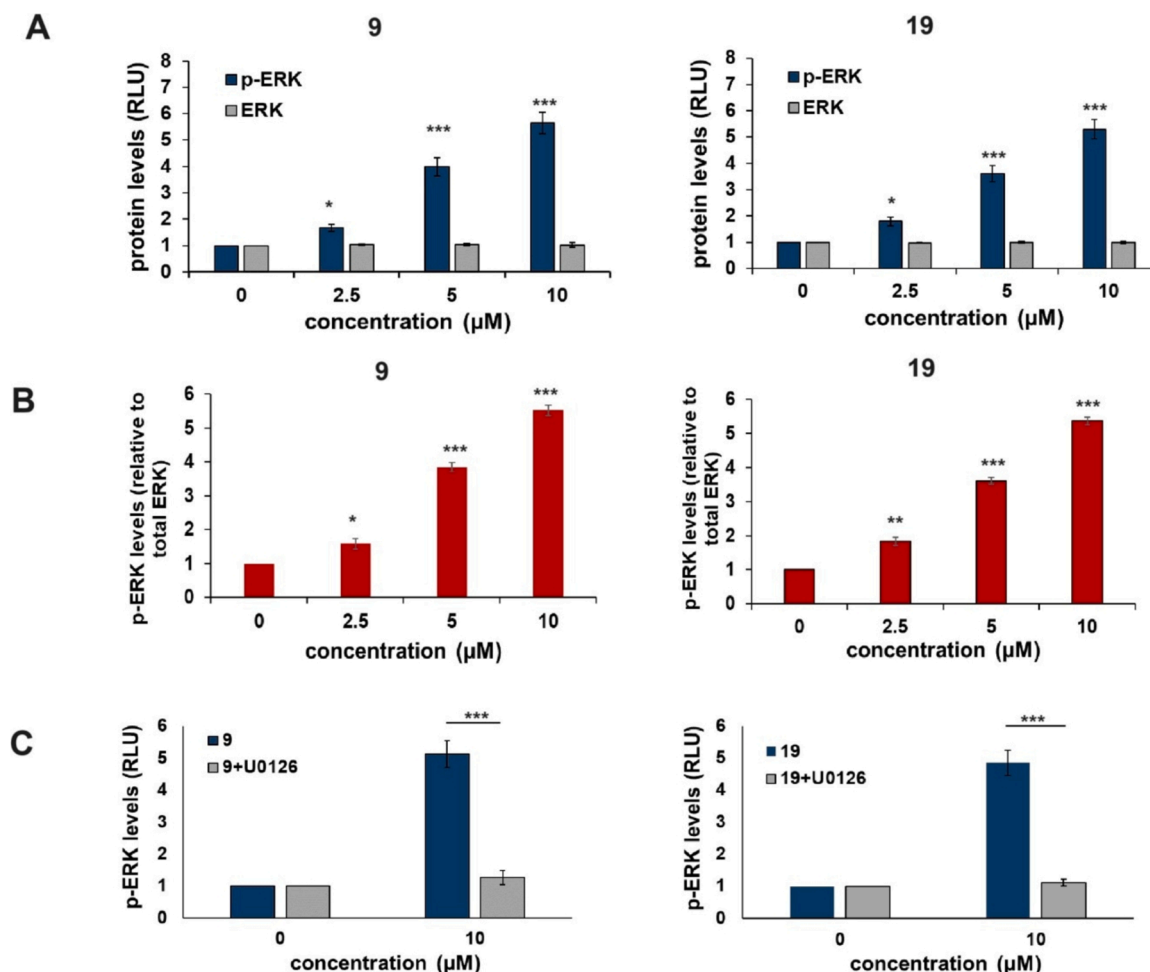 A
9
protein levels (RLU)
8
7
6
5
4
3
2
1
0
p-ERK
ERK
*
***
***
0 2.5 5 10
concentration (µM)
19
protein levels (RLU)
8
7
6
5
4
3
2
1
0
p-ERK
ERK
*
***
***
0 2.5 5 10
concentration (µM)
B
9
p-ERK levels (relative to
total ERK)
6
5
4
3
2
1
0
*
***
***
0 2.5 5 10
concentration (µM)
19
p-ERK levels (relative to
total ERK)
7
6
5
4
3
2
1
0
**
***
***
0 2.5 5 10
concentration (µM)
C
p-ERK levels (RLU)
6
5
4
3
2
1
0
9
9+U0126
***
0 10
concentration (µM)
p-ERK levels (RLU)
6
5
4
3
2
1
0
19
19+U0126
***
0 10
concentration (µM)